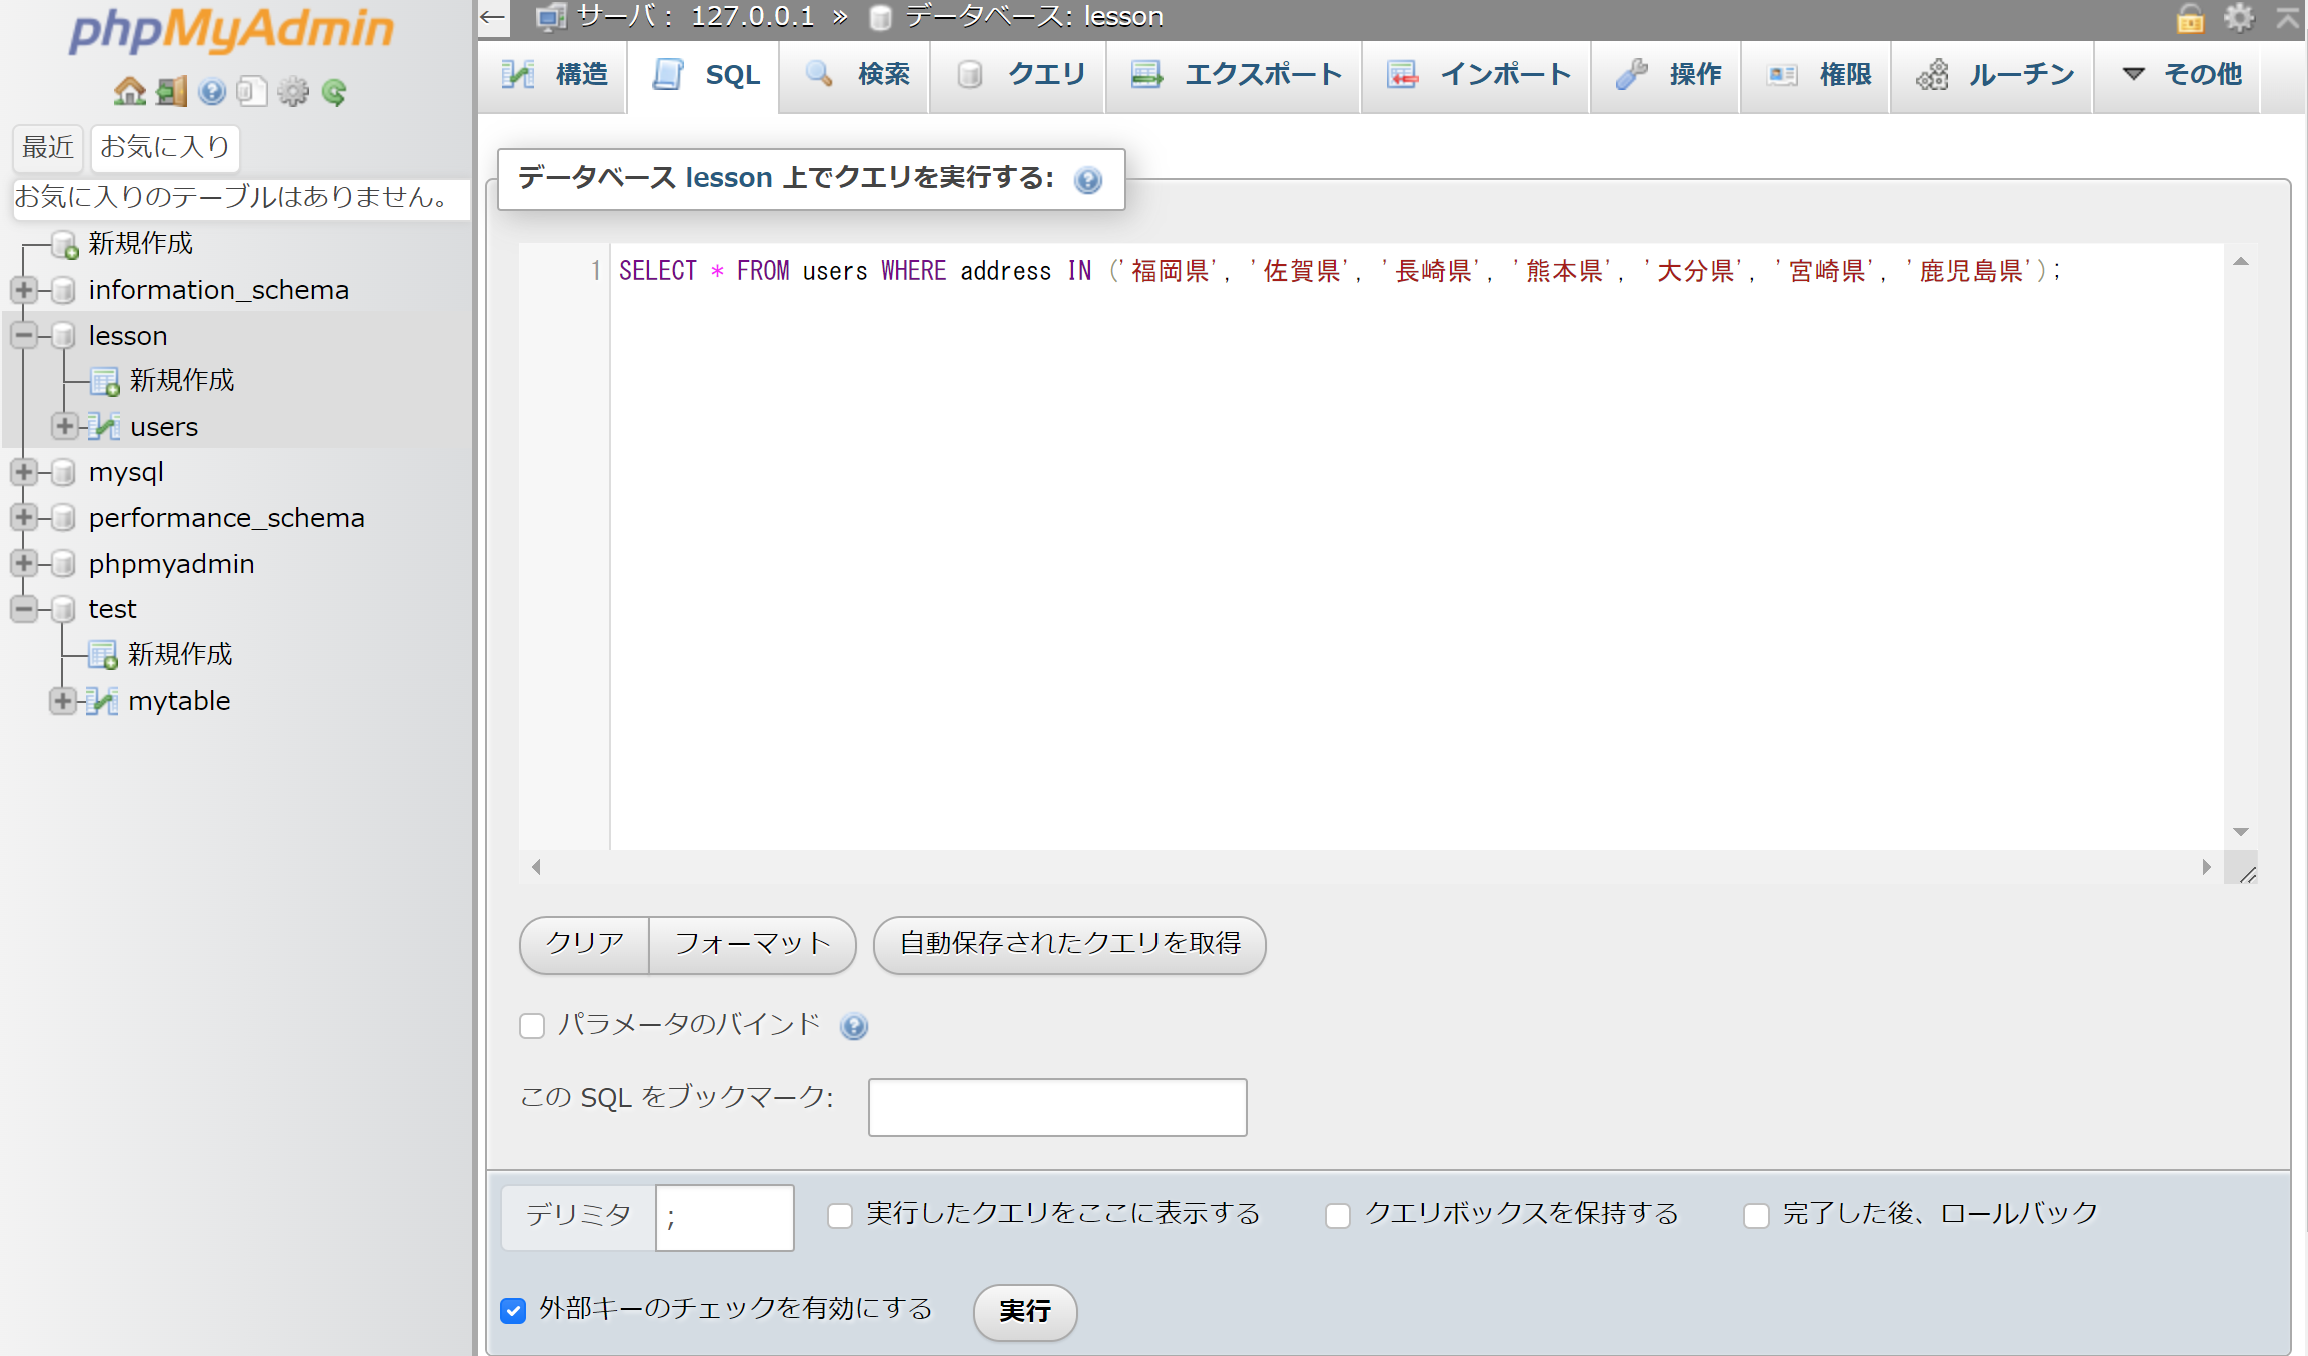 phpMyAdmin
最近 お気に入り
お気に入りのテーブルはありません。
新規作成
information_schema
lesson
新規作成
users
mysql
performance_schema
phpmyadmin
test
新規作成
mytable
← サーバ: 127.0.0.1 » データベース: lesson
構造 SQL 検索 クエリ エクスポート インポート 操作 権限 ルーチン その他
データベース lesson 上でクエリを実行する:
1 SELECT * FROM users WHERE address IN ('福岡県', '佐賀県', '長崎県', '熊本県', '大分県', '宮崎県', '鹿児島県');
クリア フォーマット 自動保存されたクエリを取得
パラメータのバインド
この SQL をブックマーク:
デリミタ ; 実行したクエリをここに表示する クエリボックスを保持する 完了した後、ロールバック
外部キーのチェックを有効にする 実行